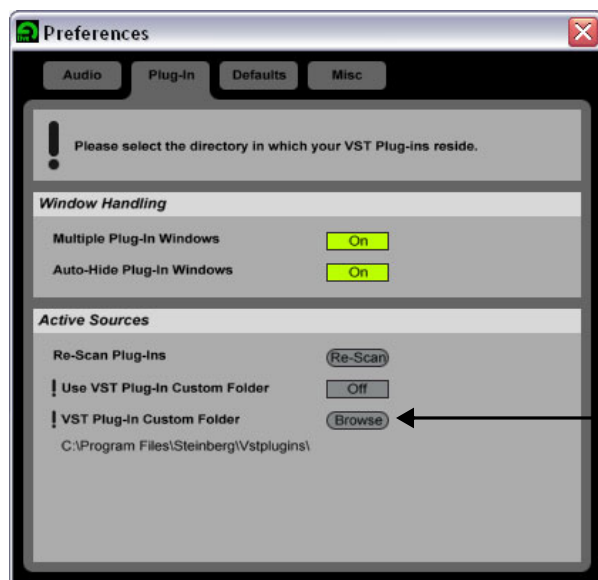 Preferences
Audio Plug-In Defaults Misc
Please select the directory in which your VST Plug-ins reside.
Window Handling
Multiple Plug-In Windows On
Auto-Hide Plug-In Windows On
Active Sources
Re-Scan Plug-Ins Re-Scan
! Use VST Plug-In Custom Folder Off
! VST Plug-In Custom Folder Browse
C:\Program Files\Steinberg\Vstplugins\